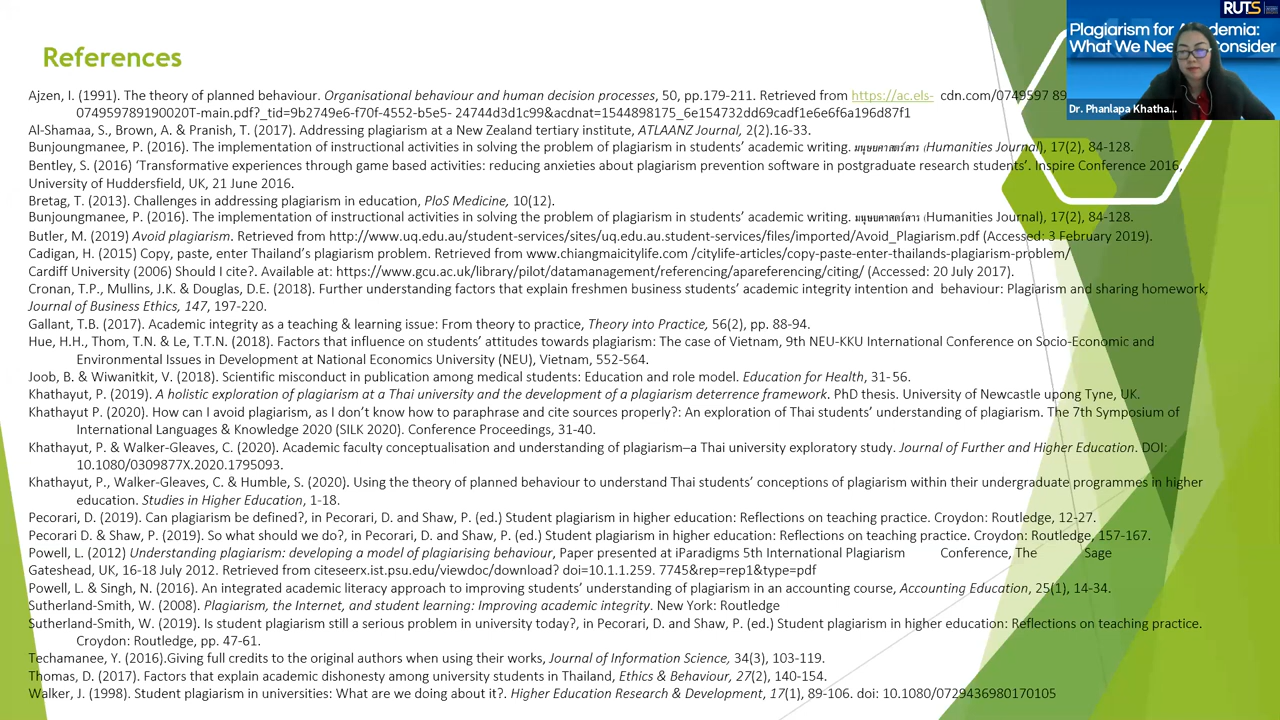 References
RUTS
Plagiarism for A demia:
What We Nee Consider
Dr. Phanlapa Khatha...
Ajzen, I. (1991). The theory of planned behaviour. Organisational behaviour and human decision processes, 50, pp.179-211. Retrieved from https://ac.els- cdn.com/0749597 89
074959789190020T-main.pdf?_tid=9b2749e6-f70f-4552-b5e5- 24744d3d1c99&acdnat=1544898175_6e154732dd69cadf1e6e6f6a196d87f1
Al-Shamaa, S., Brown, A. & Pranish, T. (2017). Addressing plagiarism at a New Zealand tertiary institute, ATLAANZ Journal, 2(2).16-33.
Bunjoungmanee, P. (2016). The implementation of instructional activities in solving the problem of plagiarism in students' academic writing. มนุษยศาสตร์สาร (Humanities Journal), 17(2), 84-128.
Bentley, S. (2016) 'Transformative experiences through game based activities: reducing anxieties about plagiarism prevention software in postgraduate research students'. Inspire Conference 2016,
University of Huddersfield, UK, 21 June 2016.
Bretag, T. (2013). Challenges in addressing plagiarism in education, PloS Medicine, 10(12).
Bunjoungmanee, P. (2016). The implementation of instructional activities in solving the problem of plagiarism in students' academic writing. มนุษยศาสตร์สาร (Humanities Journal), 17(2), 84-128.
Butler, M. (2019) Avoid plagiarism. Retrieved from http://www.uq.edu.au/student-services/sites/uq.edu.au.student-services/files/imported/Avoid_Plagiarism.pdf (Accessed: 3 February 2019).
Cadigan, H. (2015) Copy, paste, enter Thailand's plagiarism problem. Retrieved from www.chiangmaicitylife.com /citylife-articles/copy-paste-enter-thailands-plagiarism-problem/
Cardiff University (2006) Should I cite?. Available at: https://www.gcu.ac.uk/library/pilot/datamanagement/referencing/apareferencing/citing/ (Accessed: 20 July 2017).
Cronan, T.P., Mullins, J.K. & Douglas, D.E. (2018). Further understanding factors that explain freshmen business students' academic integrity intention and behaviour: Plagiarism and sharing homework,
Journal of Business Ethics, 147, 197-220.
Gallant, T.B. (2017). Academic integrity as a teaching & learning issue: From theory to practice, Theory into Practice, 56(2), pp. 88-94.
Hue, H.H., Thom, T.N. & Le, T.T.N. (2018). Factors that influence on students' attitudes towards plagiarism: The case of Vietnam, 9th NEU-KKU International Conference on Socio-Economic and
Environmental Issues in Development at National Economics University (NEU), Vietnam, 552-564.
Joob, B. & Wiwanitkit, V. (2018). Scientific misconduct in publication among medical students: Education and role model. Education for Health, 31- 56.
Khathayut, P. (2019). A holistic exploration of plagiarism at a Thai university and the development of a plagiarism deterrence framework. PhD thesis. University of Newcastle upong Tyne, UK.
Khathayut P. (2020). How can I avoid plagiarism, as I don't know how to paraphrase and cite sources properly?: An exploration of Thai students' understanding of plagiarism. The 7th Symposium of
International Languages & Knowledge 2020 (SILK 2020). Conference Proceedings, 31-40.
Khathayut, P. & Walker-Gleaves, C. (2020). Academic faculty conceptualisation and understanding of plagiarism–a Thai university exploratory study. Journal of Further and Higher Education. DOI:
10.1080/0309877X.2020.1795093.
Khathayut, P., Walker-Gleaves, C. & Humble, S. (2020). Using the theory of planned behaviour to understand Thai students' conceptions of plagiarism within their undergraduate programmes in higher
education. Studies in Higher Education, 1-18.
Pecorari, D. (2019). Can plagiarism be defined?, in Pecorari, D. and Shaw, P. (ed.) Student plagiarism in higher education: Reflections on teaching practice. Croydon: Routledge, 12-27.
Pecorari D. & Shaw, P. (2019). So what should we do?, in Pecorari, D. and Shaw, P. (ed.) Student plagiarism in higher education: Reflections on teaching practice. Croydon: Routledge, 157-167.
Powell, L. (2012) Understanding plagiarism: developing a model of plagiarising behaviour, Paper presented at iParadigms 5th International Plagiarism Conference, The Sage
Gateshead, UK, 16-18 July 2012. Retrieved from citeseerx.ist.psu.edu/viewdoc/download? doi=10.1.1.259. 7745&rep=rep1&type=pdf
Powell, L. & Singh, N. (2016). An integrated academic literacy approach to improving students' understanding of plagiarism in an accounting course, Accounting Education, 25(1), 14-34.
Sutherland-Smith, W. (2008). Plagiarism, the Internet, and student learning: Improving academic integrity. New York: Routledge
Sutherland-Smith, W. (2019). Is student plagiarism still a serious problem in university today?, in Pecorari, D. and Shaw, P. (ed.) Student plagiarism in higher education: Reflections on teaching practice.
Croydon: Routledge, pp. 47-61.
Techamanee, Y. (2016).Giving full credits to the original authors when using their works, Journal of Information Science, 34(3), 103-119.
Thomas, D. (2017). Factors that explain academic dishonesty among university students in Thailand, Ethics & Behaviour, 27(2), 140-154.
Walker, J. (1998). Student plagiarism in universities: What are we doing about it?. Higher Education Research & Development, 17(1), 89-106. doi: 10.1080/0729436980170105